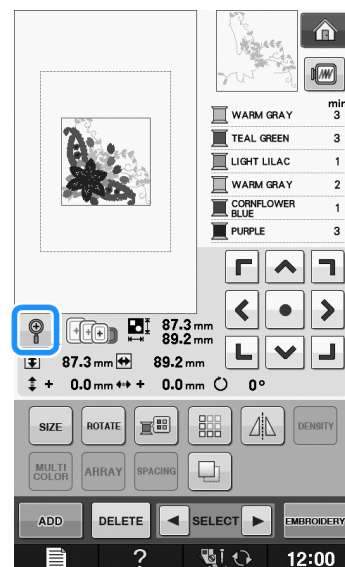 min
WARM GRAY 3
TEAL GREEN 3
LIGHT LILAC 1
WARM GRAY 2
CORNFLOWER
BLUE 1
PURPLE 3
87.3 mm
89.2 mm
87.3 mm 89.2 mm
+ 0.0 mm + 0.0 mm 0°
SIZE ROTATE DENSITY
MULTI
COLOR ARRAY SPACING
ADD DELETE SELECT EMBROIDERY
? 12:00